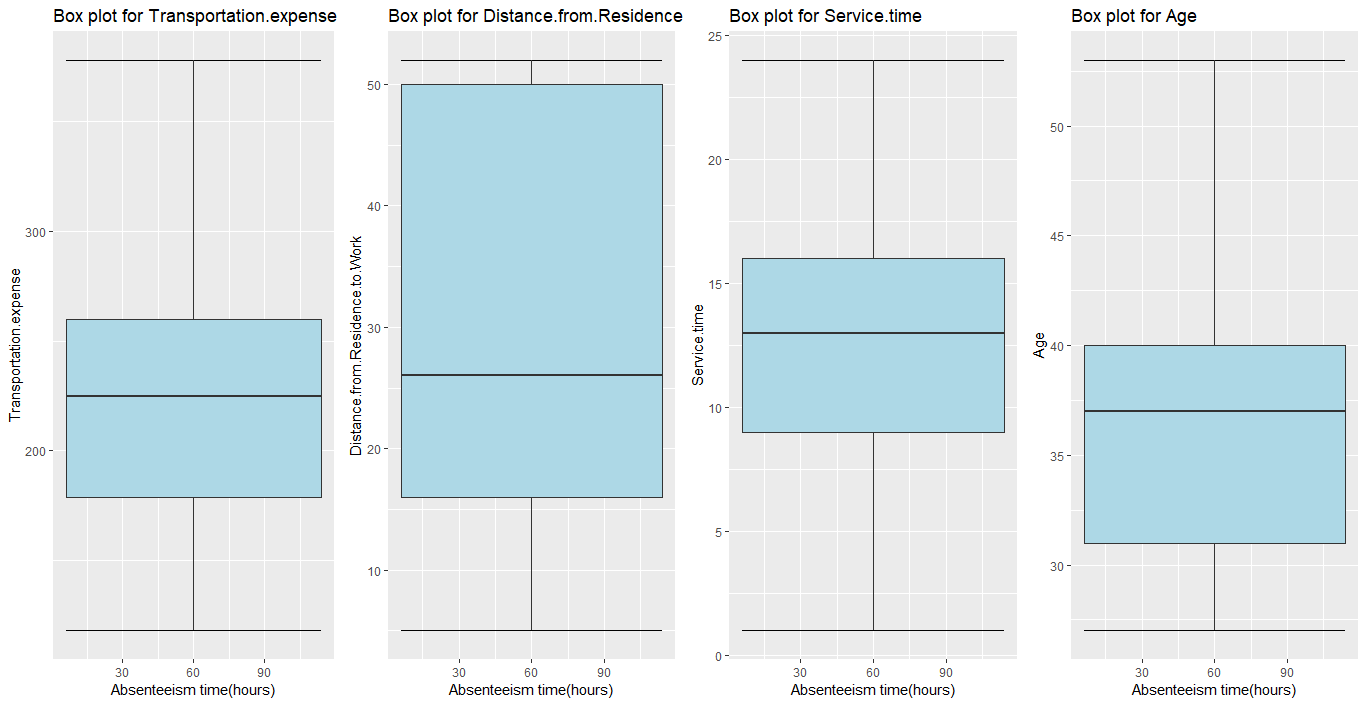 Box plot for Transportation.expense
Transportation.expense
300
200
30 60 90
Absenteeism time(hours)
Box plot for Distance.from.Residence
Distance.from.Residence.to.Work
50
40
30
20
10
30 60 90
Absenteeism time(hours)
Box plot for Service.time
Service.time
25
20
15
10
5
0
30 60 90
Absenteeism time(hours)
Box plot for Age
Age
50
45
40
35
30
30 60 90
Absenteeism time(hours)